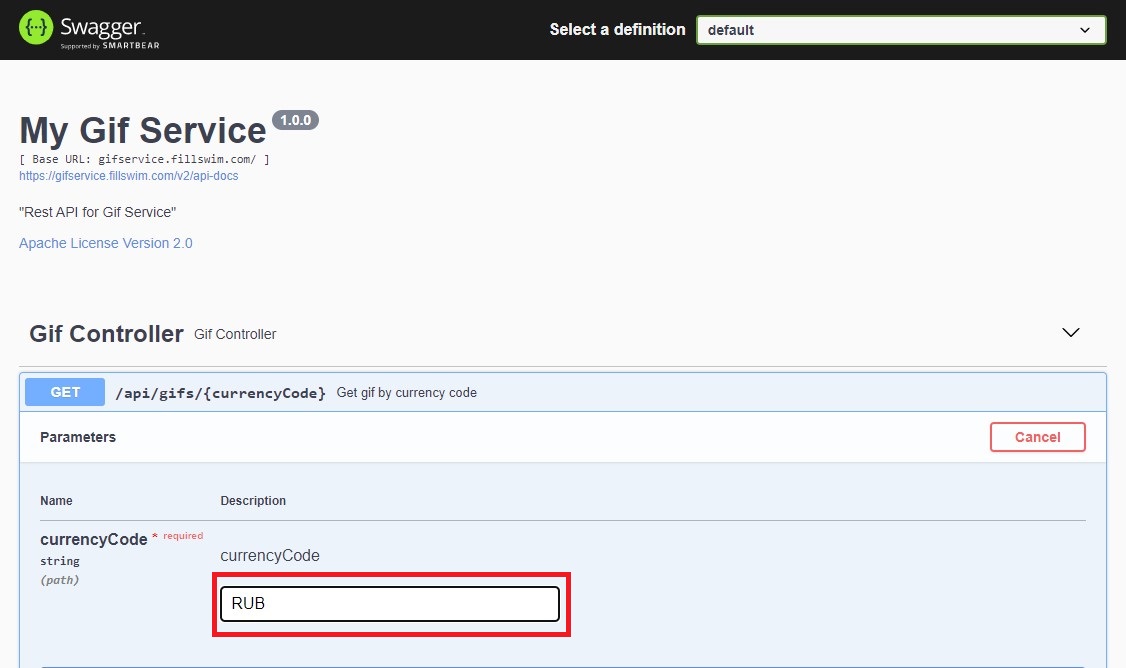 Swagger.
Supported by SMARTBEAR
Select a definition
default
My Gif Service 1.0.0
[ Base URL: gifservice.fillswim.com/ ]
https://gifservice.fillswim.com/v2/api-docs
"Rest API for Gif Service"
Apache License Version 2.0
Gif Controller Gif Controller
GET /api/gifs/{currencyCode} Get gif by currency code
Parameters
Cancel
Name Description
currencyCode * required
string
(path)
currencyCode
RUB